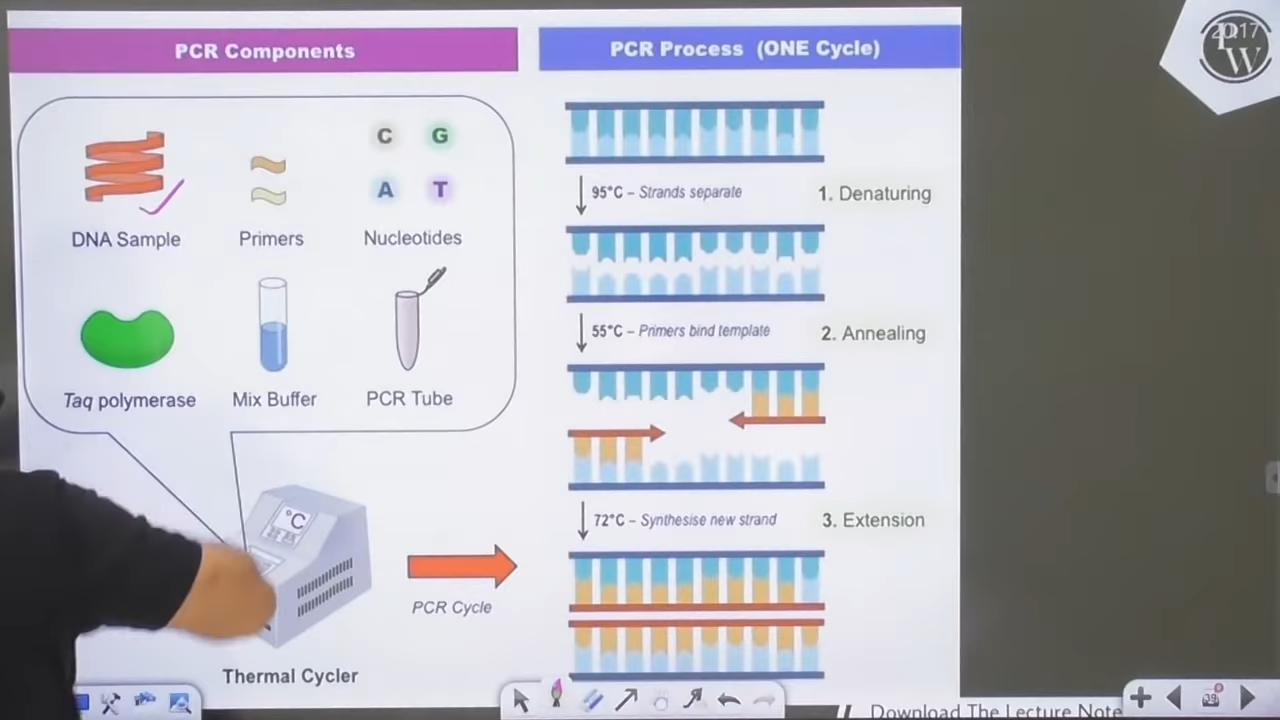 PCR Components
PCR Process (ONE Cycle)
PW
C G
A T
DNA Sample
Primers
Nucleotides
Taq polymerase
Mix Buffer
PCR Tube
°C
PCR Cycle
Thermal Cycler
95°C – Strands separate
1. Denaturing
55°C – Primers bind template
2. Annealing
72°C – Synthesise new strand
3. Extension
Download The Lecture Note